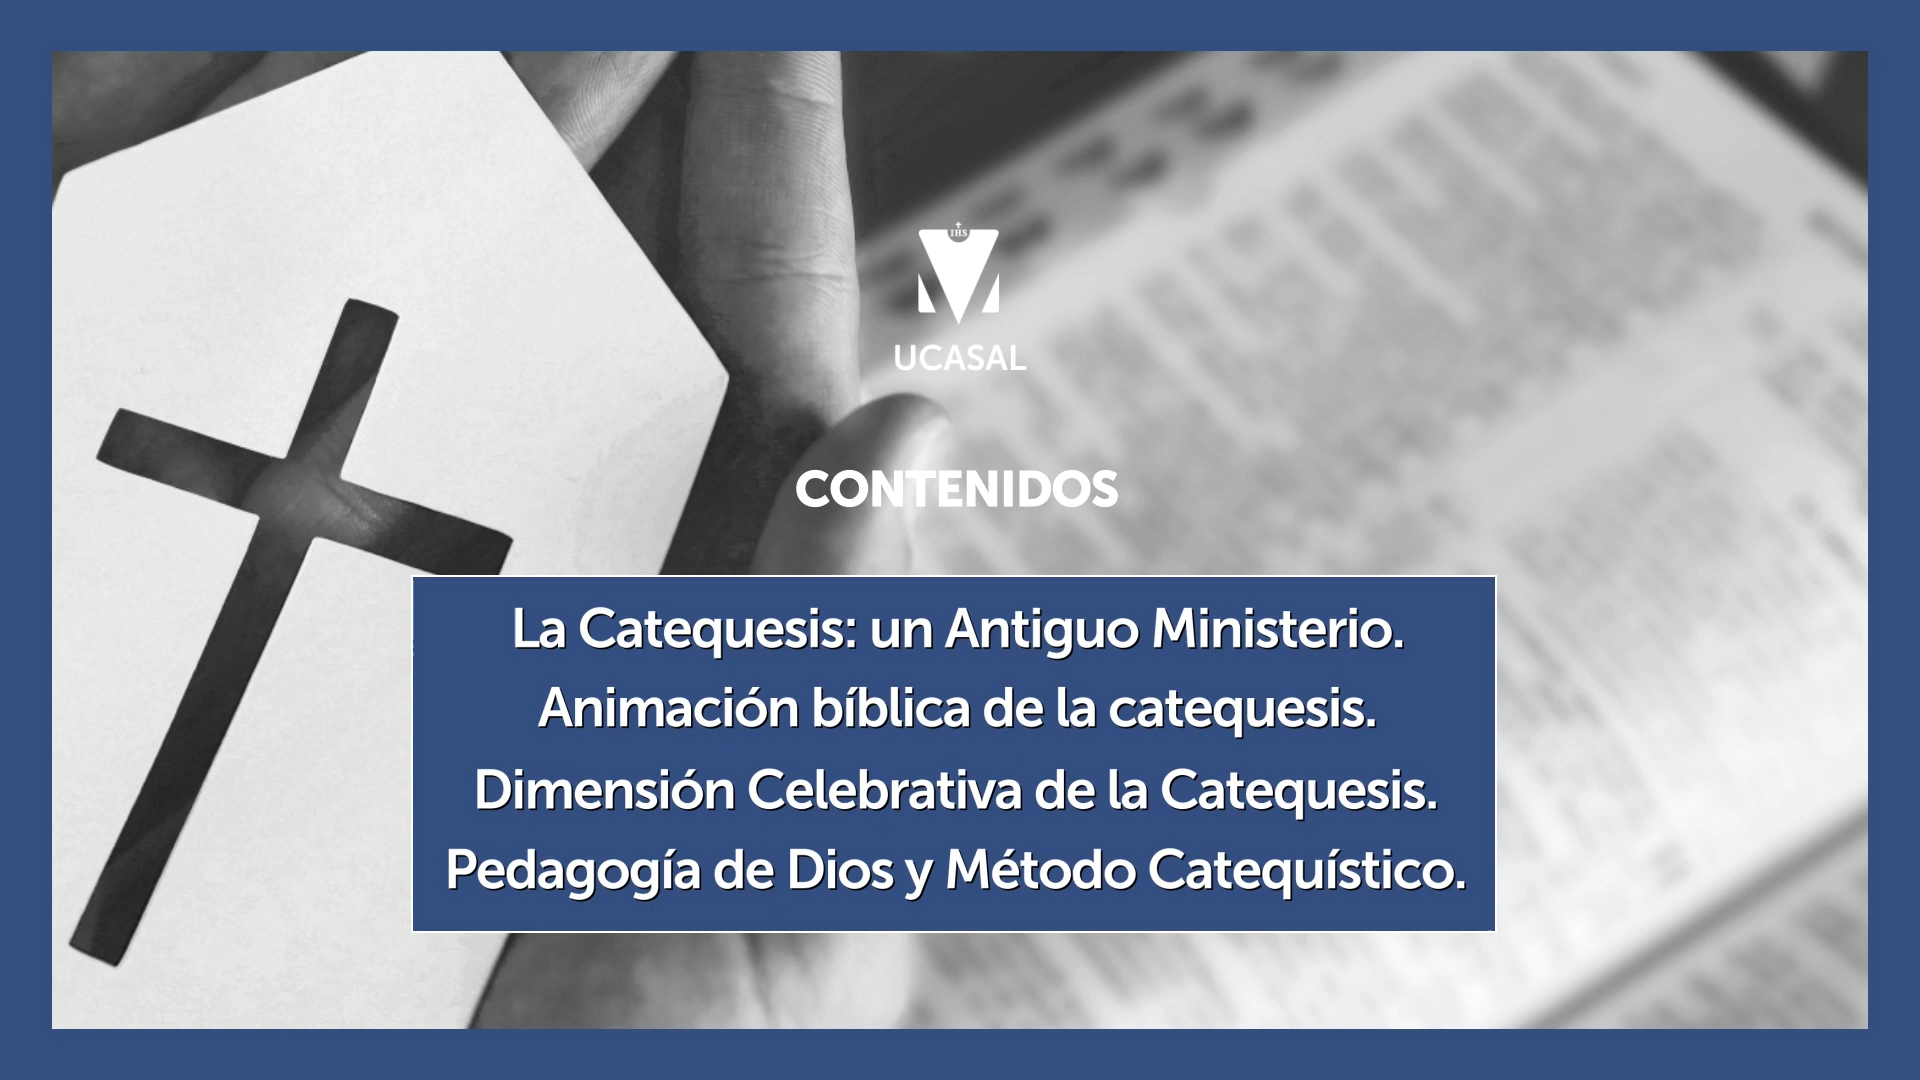 IHS
UCASAL
CONTENIDOS
La Catequesis: un Antiguo Ministerio.
Animación bíblica de la catequesis.
Dimensión Celebrativa de la Catequesis.
Pedagogía de Dios y Método Catequístico.